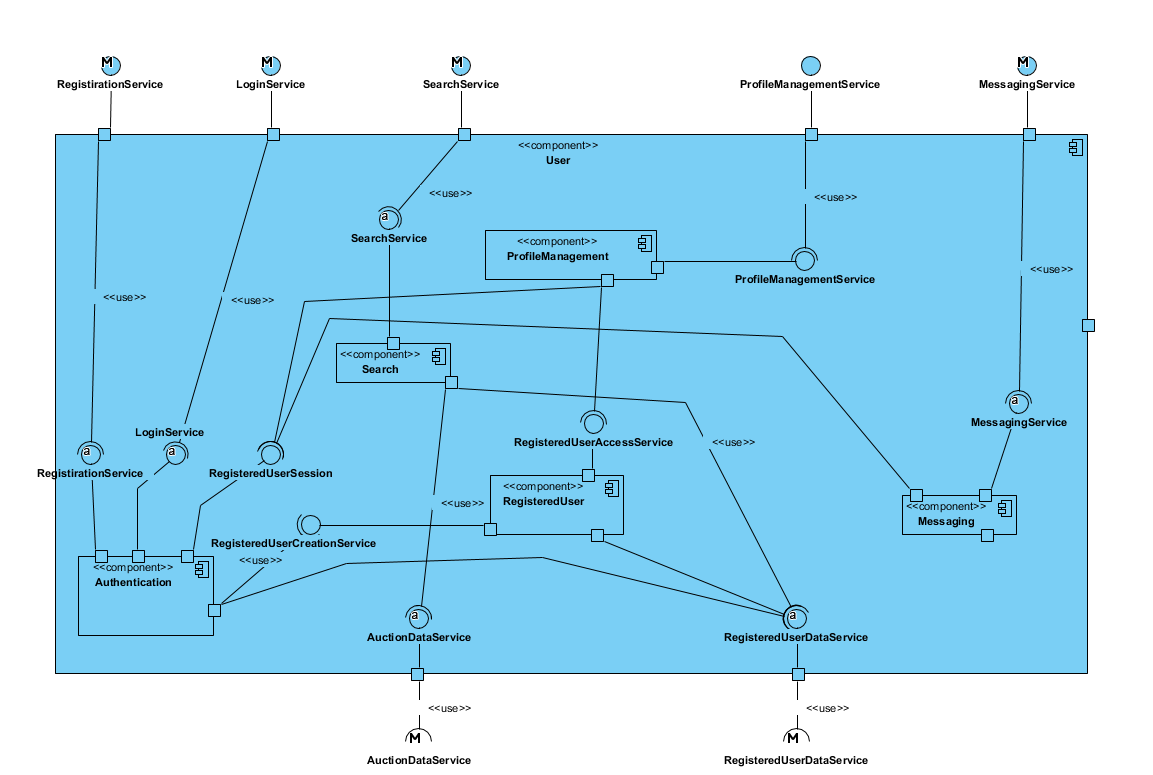 M
M
M
M
RegistirationService
LoginService
SearchService
ProfileManagementService
MessagingService
<<component>>
User
<<use>>
<<use>>
a
SearchService
<<component>>
ProfileManagement
ProfileManagementService
<<use>>
<<use>>
<<use>>
<<component>>
Search
a
MessagingService
LoginService
RegisteredUserAccessService
<<use>>
a
a
RegistirationService
RegisteredUserSession
<<component>>
RegisteredUser
<<use>>
<<component>>
Messaging
RegisteredUserCreationService
<<use>>
<<component>>
Authentication
a
AuctionDataService
a
RegisteredUserDataService
<<use>>
<<use>>
M
M
AuctionDataService
RegisteredUserDataService